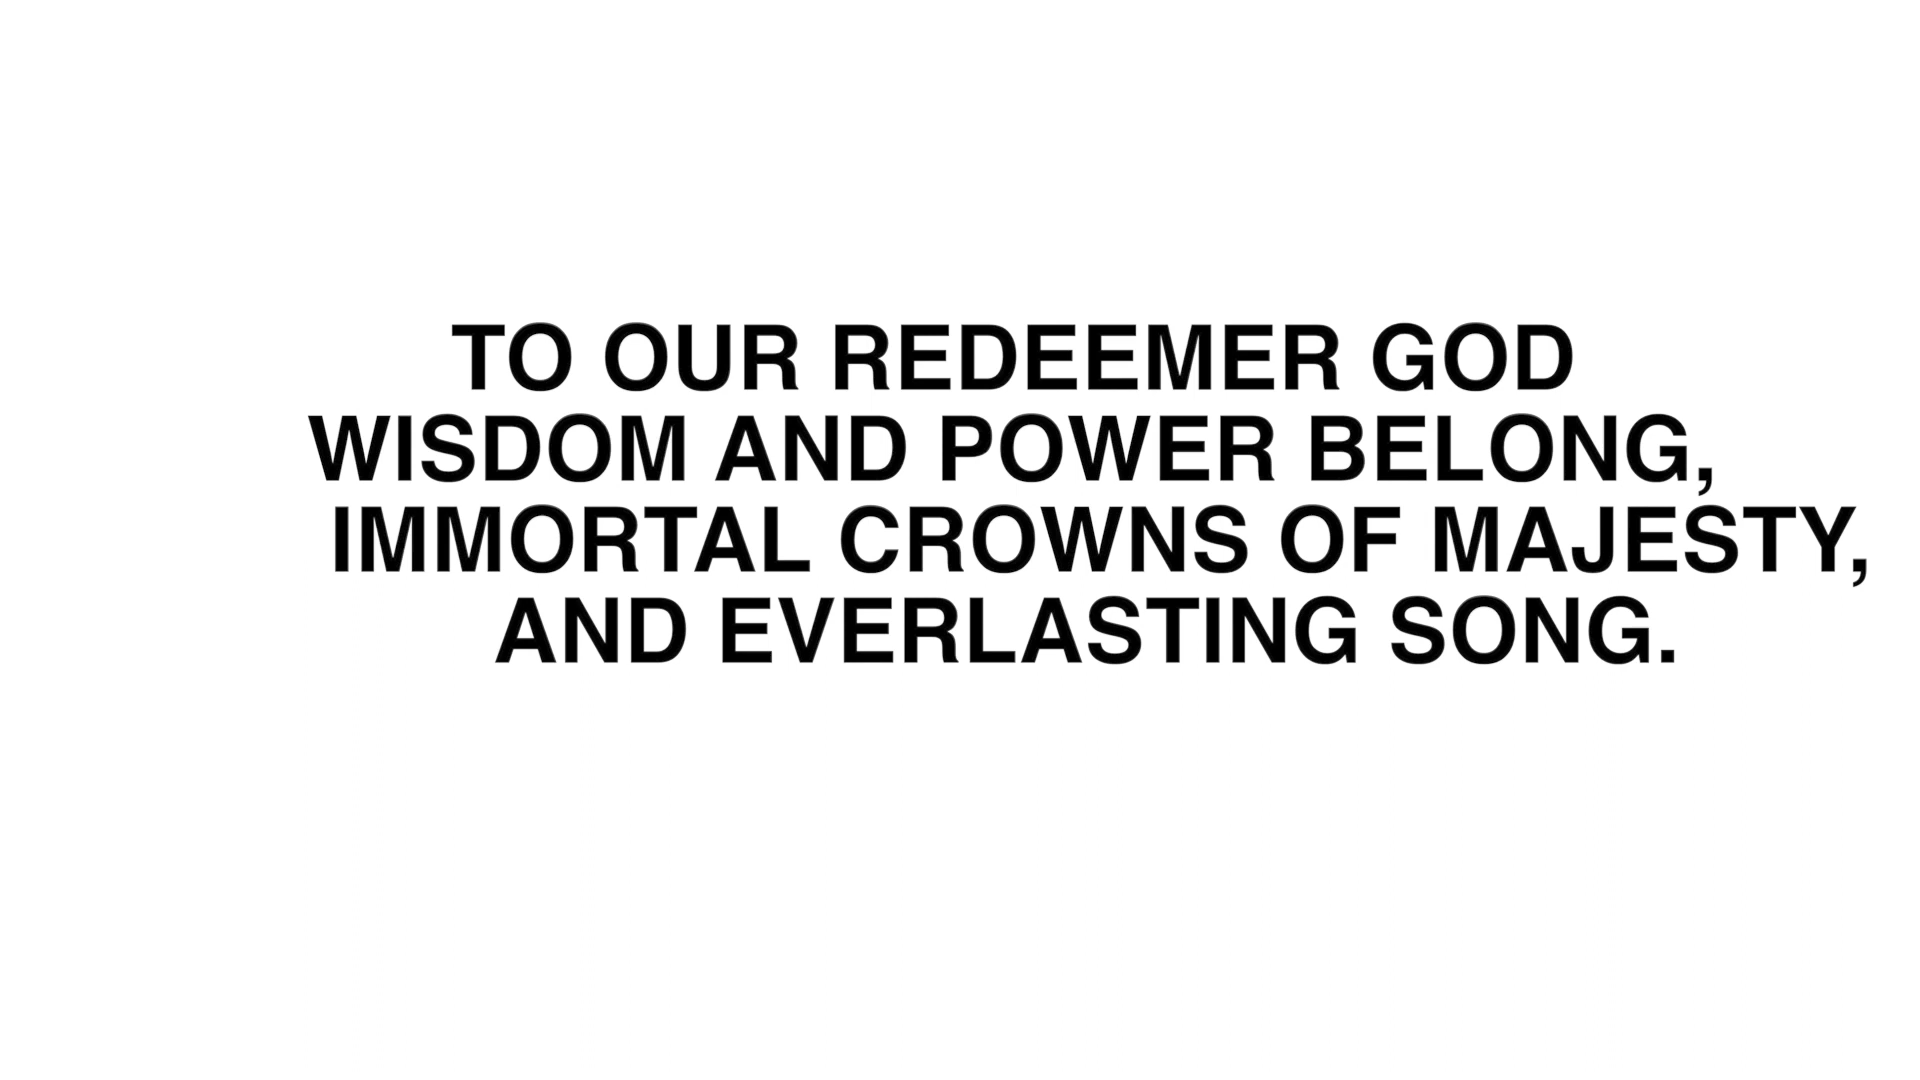 TO OUR REDEEMER GOD
WISDOM AND POWER BELONG,
IMMORTAL CROWNS OF MAJESTY,
AND EVERLASTING SONG.